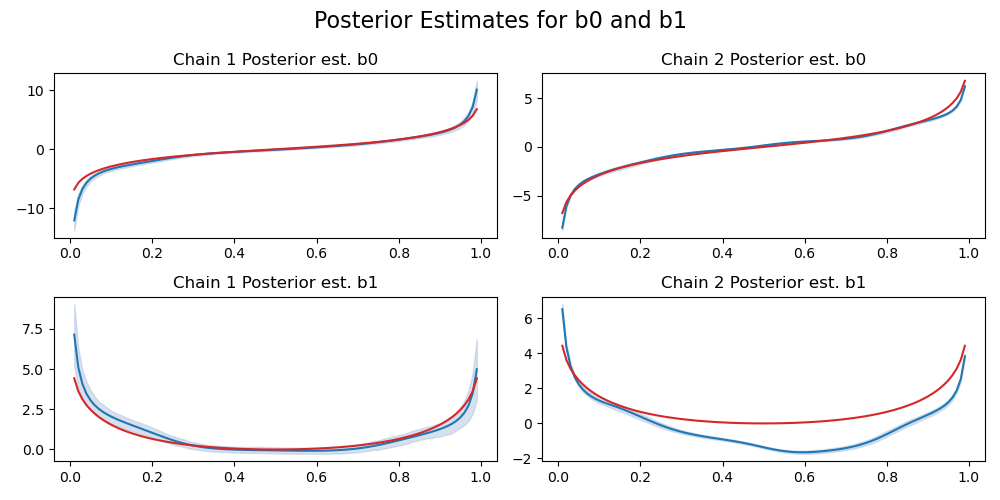 Posterior Estimates for b0 and b1
Chain 1 Posterior est. b0
10
0
−10
0.0 0.2 0.4 0.6 0.8 1.0
Chain 2 Posterior est. b0
5
0
−5
0.0 0.2 0.4 0.6 0.8 1.0
Chain 1 Posterior est. b1
7.5
5.0
2.5
0.0
0.0 0.2 0.4 0.6 0.8 1.0
Chain 2 Posterior est. b1
6
4
2
0
−2
0.0 0.2 0.4 0.6 0.8 1.0